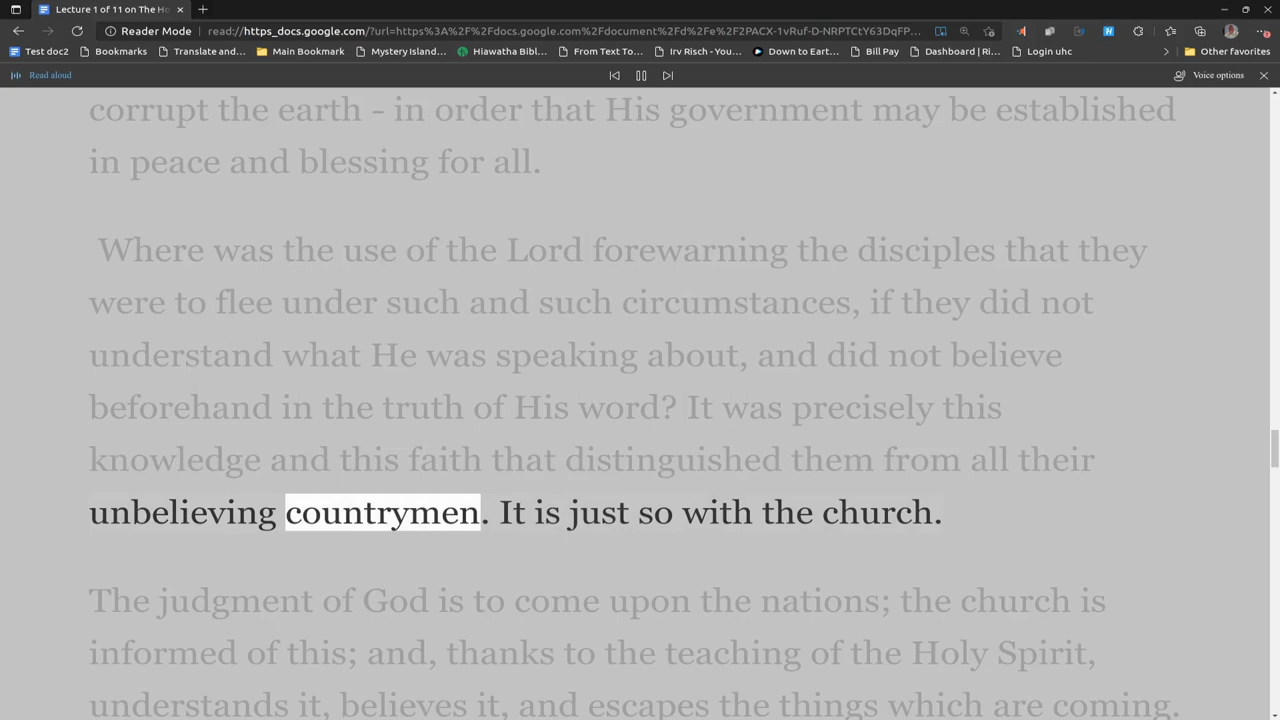 Lecture 1 of 11 on The Ho
Reader Mode
read://https_docs.google.com/?url=https%3A%2F%2Fdocs.google.com%2Fdocument%2Fd%2Fe%2F2PACX-1vRuf-D-NRPTCtY63DqFP...
Test doc2
Bookmarks
Translate and...
Main Bookmark
Mystery Island...
Hiawatha Bibl...
From Text To...
Irv Risch - You...
Down to Eart...
Bill Pay
Dashboard | Ri...
Login uhc
Other favorites
Read aloud
Voice options
corrupt the earth - in order that His government may be established
in peace and blessing for all.
Where was the use of the Lord forewarning the disciples that they
were to flee under such and such circumstances, if they did not
understand what He was speaking about, and did not believe
beforehand in the truth of His word? It was precisely this
knowledge and this faith that distinguished them from all their
unbelieving countrymen. It is just so with the church.
The judgment of God is to come upon the nations; the church is
informed of this; and, thanks to the teaching of the Holy Spirit,
understands it, believes it, and escapes the things which are coming.